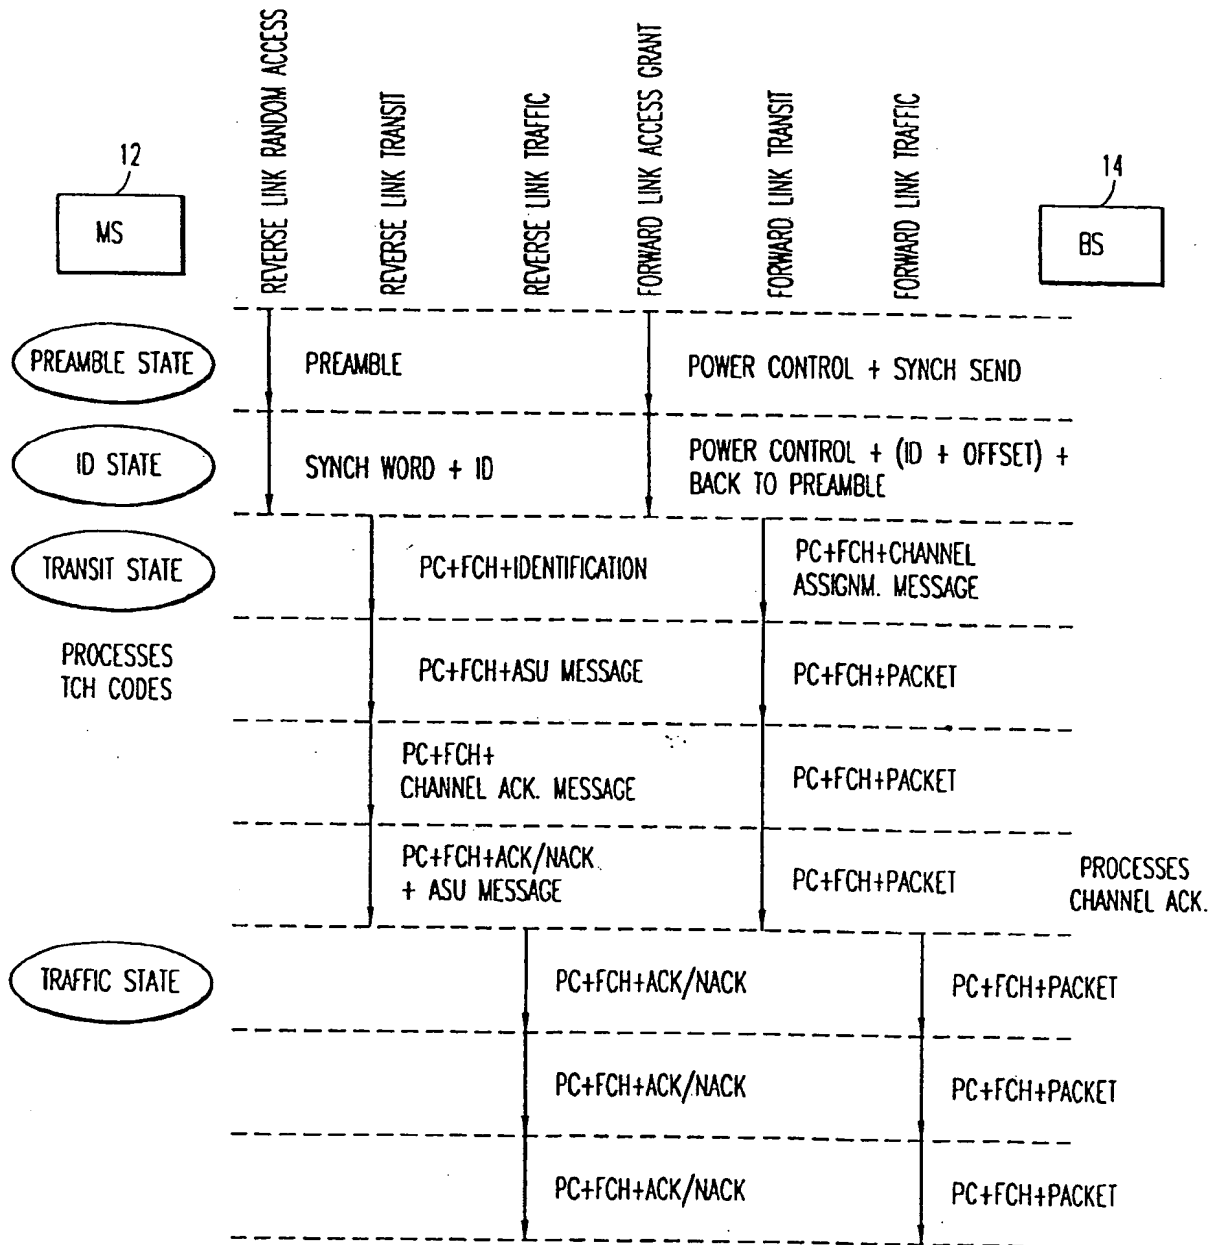 REVERSE LINK RANDOM ACCESS
REVERSE LINK TRANSIT
REVERSE LINK TRAFFIC
FORWARD LINK ACCESS GRANT
FORWARD LINK TRANSIT
FORWARD LINK TRAFFIC
12
MS
14
BS
PREAMBLE STATE
PREAMBLE
POWER CONTROL + SYNCH SEND
ID STATE
SYNCH WORD + ID
POWER CONTROL + (ID + OFFSET) +
BACK TO PREAMBLE
TRANSIT STATE
PC+FCH+IDENTIFICATION
PC+FCH+CHANNEL
ASSIGNM. MESSAGE
PROCESSES
TCH CODES
PC+FCH+ASU MESSAGE
PC+FCH+PACKET
PC+FCH+
CHANNEL ACK. MESSAGE
PC+FCH+PACKET
PC+FCH+ACK/NACK
+ ASU MESSAGE
PC+FCH+PACKET
PROCESSES
CHANNEL ACK.
TRAFFIC STATE
PC+FCH+ACK/NACK
PC+FCH+PACKET
PC+FCH+ACK/NACK
PC+FCH+PACKET
PC+FCH+ACK/NACK
PC+FCH+PACKET